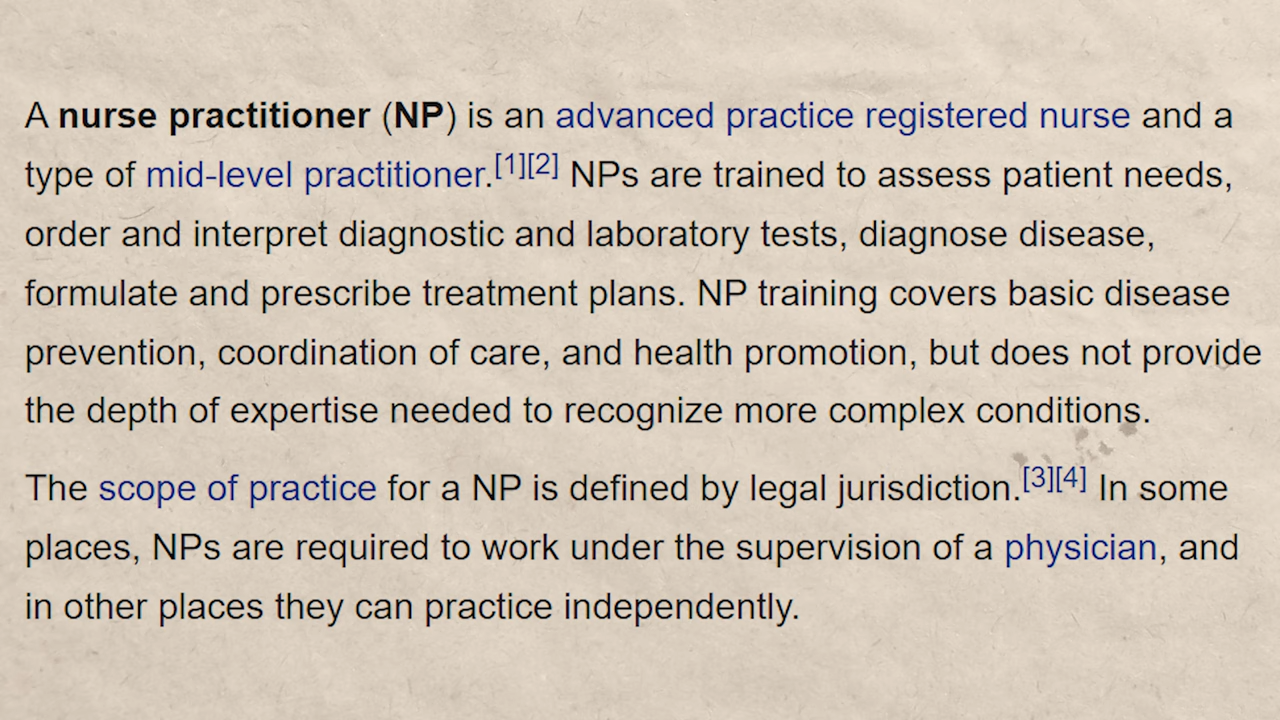 A nurse practitioner (NP) is an advanced practice registered nurse and a
type of mid-level practitioner.[1][2] NPs are trained to assess patient needs,
order and interpret diagnostic and laboratory tests, diagnose disease,
formulate and prescribe treatment plans. NP training covers basic disease
prevention, coordination of care, and health promotion, but does not provide
the depth of expertise needed to recognize more complex conditions.
The scope of practice for a NP is defined by legal jurisdiction.[3][4] In some
places, NPs are required to work under the supervision of a physician, and
in other places they can practice independently.